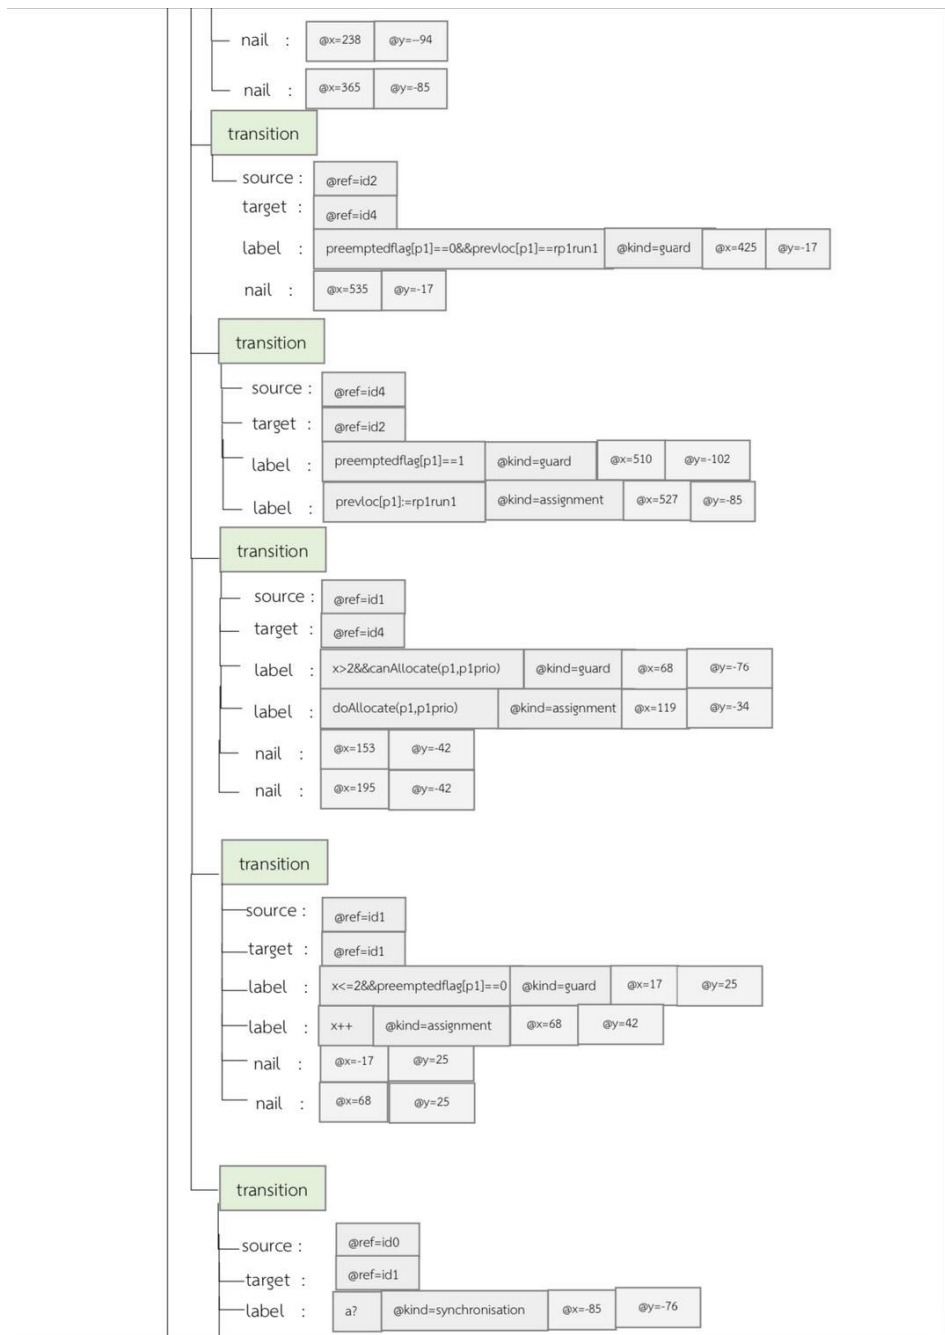 nail : @x=238 @y=--94
nail : @x=365 @y=-85
transition
source : @ref=id2
target : @ref=id4
label : preemptedflag[p1]==0&&prevloc[p1]==rp1run1 @kind=guard @x=425 @y=-17
nail : @x=535 @y=-17
transition
source : @ref=id4
target : @ref=id2
label : preemptedflag[p1]==1 @kind=guard @x=510 @y=-102
label : prevloc[p1]:=rp1run1 @kind=assignment @x=527 @y=-85
transition
source : @ref=id1
target : @ref=id4
label : x>2&&canAllocate(p1,p1prio) @kind=guard @x=68 @y=-76
label : doAllocate(p1,p1prio) @kind=assignment @x=119 @y=-34
nail : @x=153 @y=-42
nail : @x=195 @y=-42
transition
source : @ref=id1
target : @ref=id1
label : x<=2&&preemptedflag[p1]==0 @kind=guard @x=17 @y=25
label : x++ @kind=assignment @x=68 @y=42
nail : @x=-17 @y=25
nail : @x=68 @y=25
transition
source : @ref=id0
target : @ref=id1
label : a? @kind=synchronisation @x=-85 @y=-76